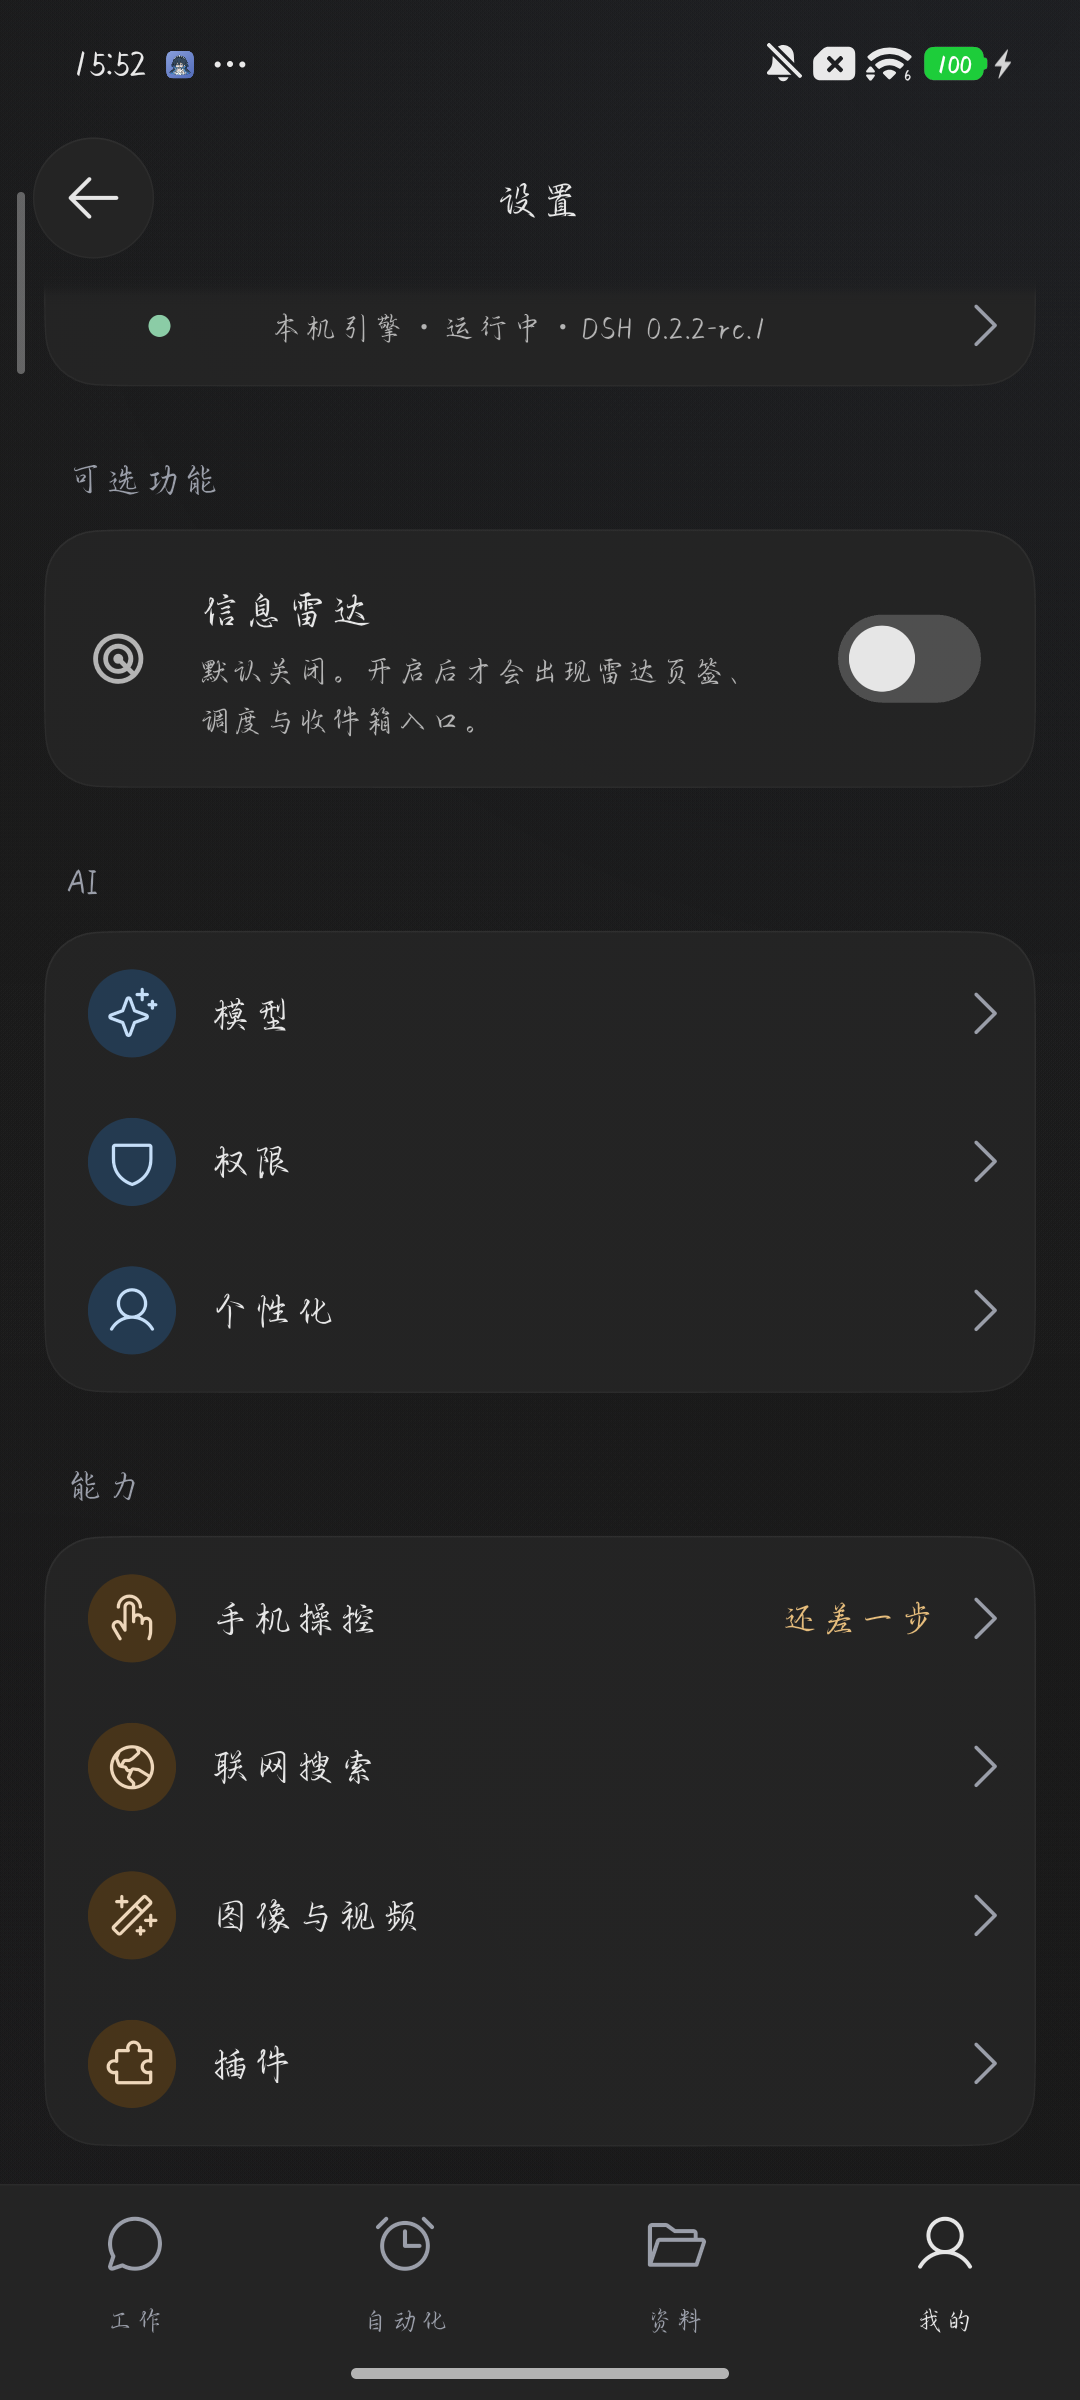 15:52 ...
6
100
设置
本机引擎·运行中·DSH 0.2.2-rc.1
可选功能
信息雷达
默认关闭。开启后才会出现雷达页签、
调度与收件箱入口。
AI
模型
权限
个性化
能力
手机操控 还差一步
联网搜索
图像与视频
插件
工作 自动化 资料 我的